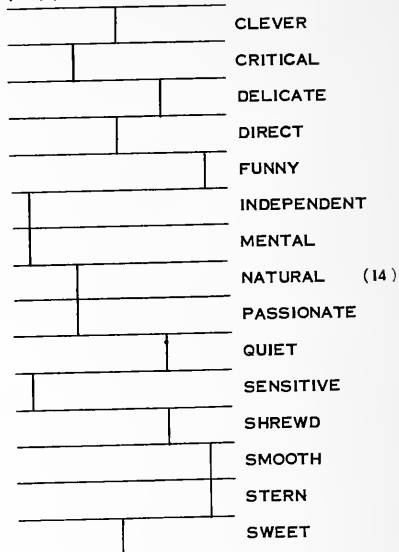 CLEVER
CRITICAL
DELICATE
DIRECT
FUNNY
INDEPENDENT
MENTAL
NATURAL (14)
PASSIONATE
QUIET
SENSITIVE
SHREWD
SMOOTH
STERN
SWEET